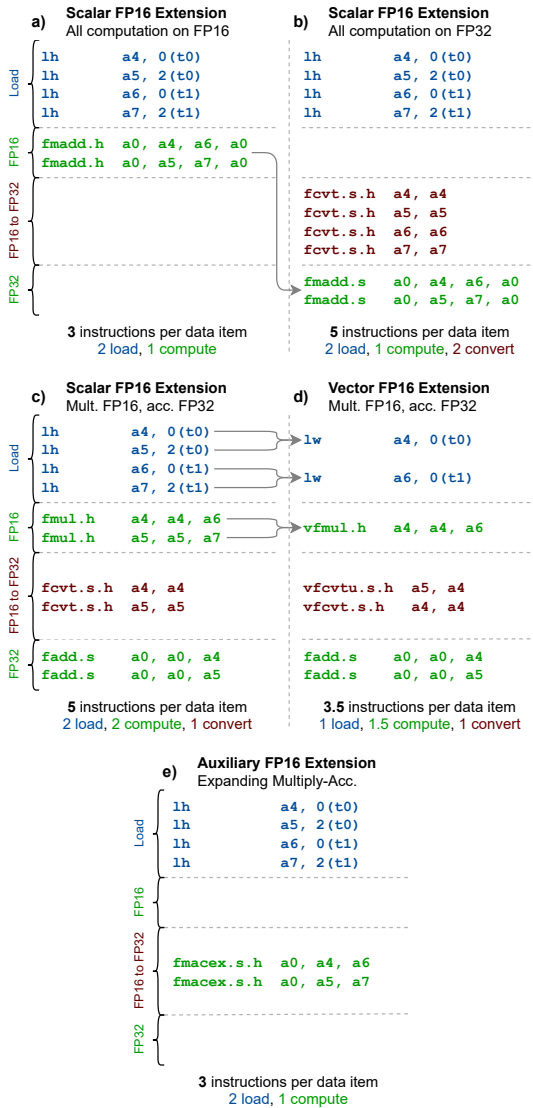 a) Scalar FP16 Extension
All computation on FP16
Load
lh a4, 0(t0)
lh a5, 2(t0)
lh a6, 0(t1)
lh a7, 2(t1)
FP16
fmadd.h a0, a4, a6, a0
fmadd.h a0, a5, a7, a0
FP16 to FP32
FP32
3 instructions per data item
2 load, 1 compute
b) Scalar FP16 Extension
All computation on FP32
lh a4, 0(t0)
lh a5, 2(t0)
lh a6, 0(t1)
lh a7, 2(t1)
fcvt.s.h a4, a4
fcvt.s.h a5, a5
fcvt.s.h a6, a6
fcvt.s.h a7, a7
fmadd.s a0, a4, a6, a0
fmadd.s a0, a5, a7, a0
5 instructions per data item
2 load, 1 compute, 2 convert
c) Scalar FP16 Extension
Mult. FP16, acc. FP32
Load
lh a4, 0(t0)
lh a5, 2(t0)
lh a6, 0(t1)
lh a7, 2(t1)
FP16
fmul.h a4, a4, a6
fmul.h a5, a5, a7
FP16 to FP32
fcvt.s.h a4, a4
fcvt.s.h a5, a5
FP32
fadd.s a0, a0, a4
fadd.s a0, a0, a5
5 instructions per data item
2 load, 2 compute, 1 convert
d) Vector FP16 Extension
Mult. FP16, acc. FP32
lw a4, 0(t0)
lw a6, 0(t1)
vfmul.h a4, a4, a6
vfcvtu.s.h a5, a4
vfcvt.s.h a4, a4
fadd.s a0, a0, a4
fadd.s a0, a0, a5
3.5 instructions per data item
1 load, 1.5 compute, 1 convert
e) Auxiliary FP16 Extension
Expanding Multiply-Acc.
Load
lh a4, 0(t0)
lh a5, 2(t0)
lh a6, 0(t1)
lh a7, 2(t1)
FP16
FP16 to FP32
fmacex.s.h a0, a4, a6
fmacex.s.h a0, a5, a7
FP32
3 instructions per data item
2 load, 1 compute